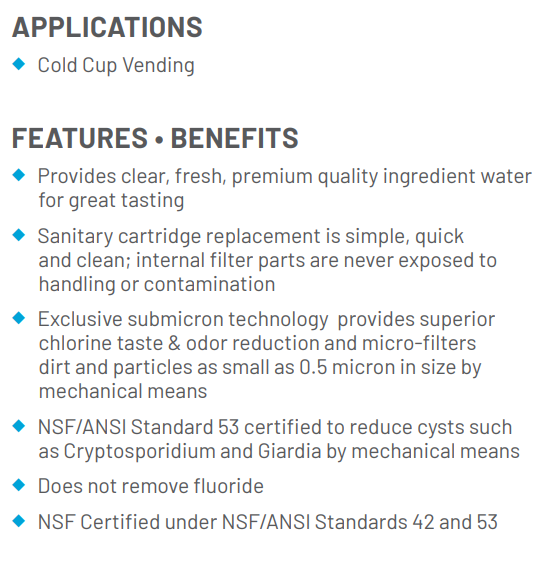 APPLICATIONS
◆ Cold Cup Vending
FEATURES • BENEFITS
◆ Provides clear, fresh, premium quality ingredient water
for great tasting
◆ Sanitary cartridge replacement is simple, quick
and clean; internal filter parts are never exposed to
handling or contamination
◆ Exclusive submicron technology  provides superior
chlorine taste & odor reduction and micro-filters
dirt and particles as small as 0.5 micron in size by
mechanical means
◆ NSF/ANSI Standard 53 certified to reduce cysts such
as Cryptosporidium and Giardia by mechanical means
◆ Does not remove fluoride
◆ NSF Certified under NSF/ANSI Standards 42 and 53